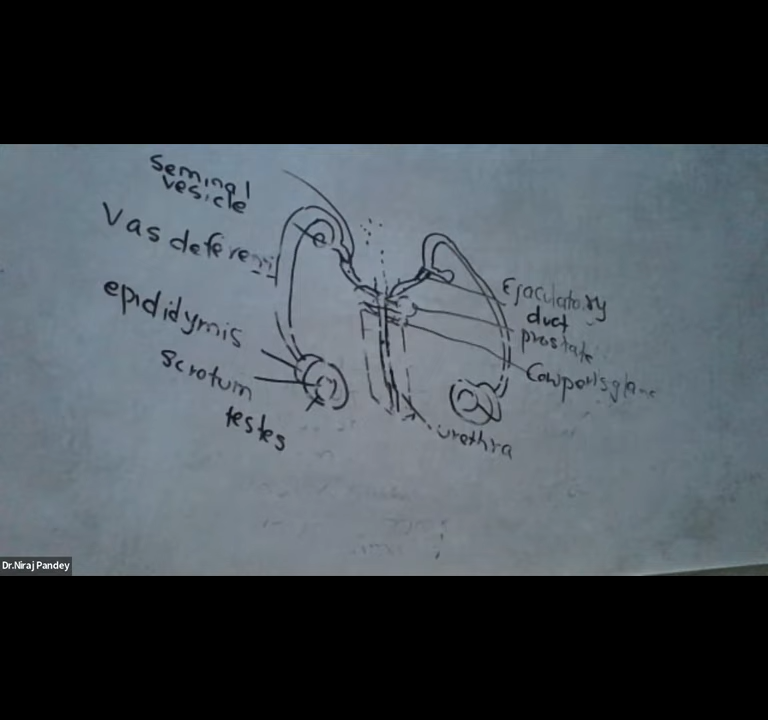 Seminal
vesicle
Vas deferens
epididymis
Scrotum
testes
Ejaculatory
duct
prostate
Cowper's gland
urethra
Dr.Niraj Pandey